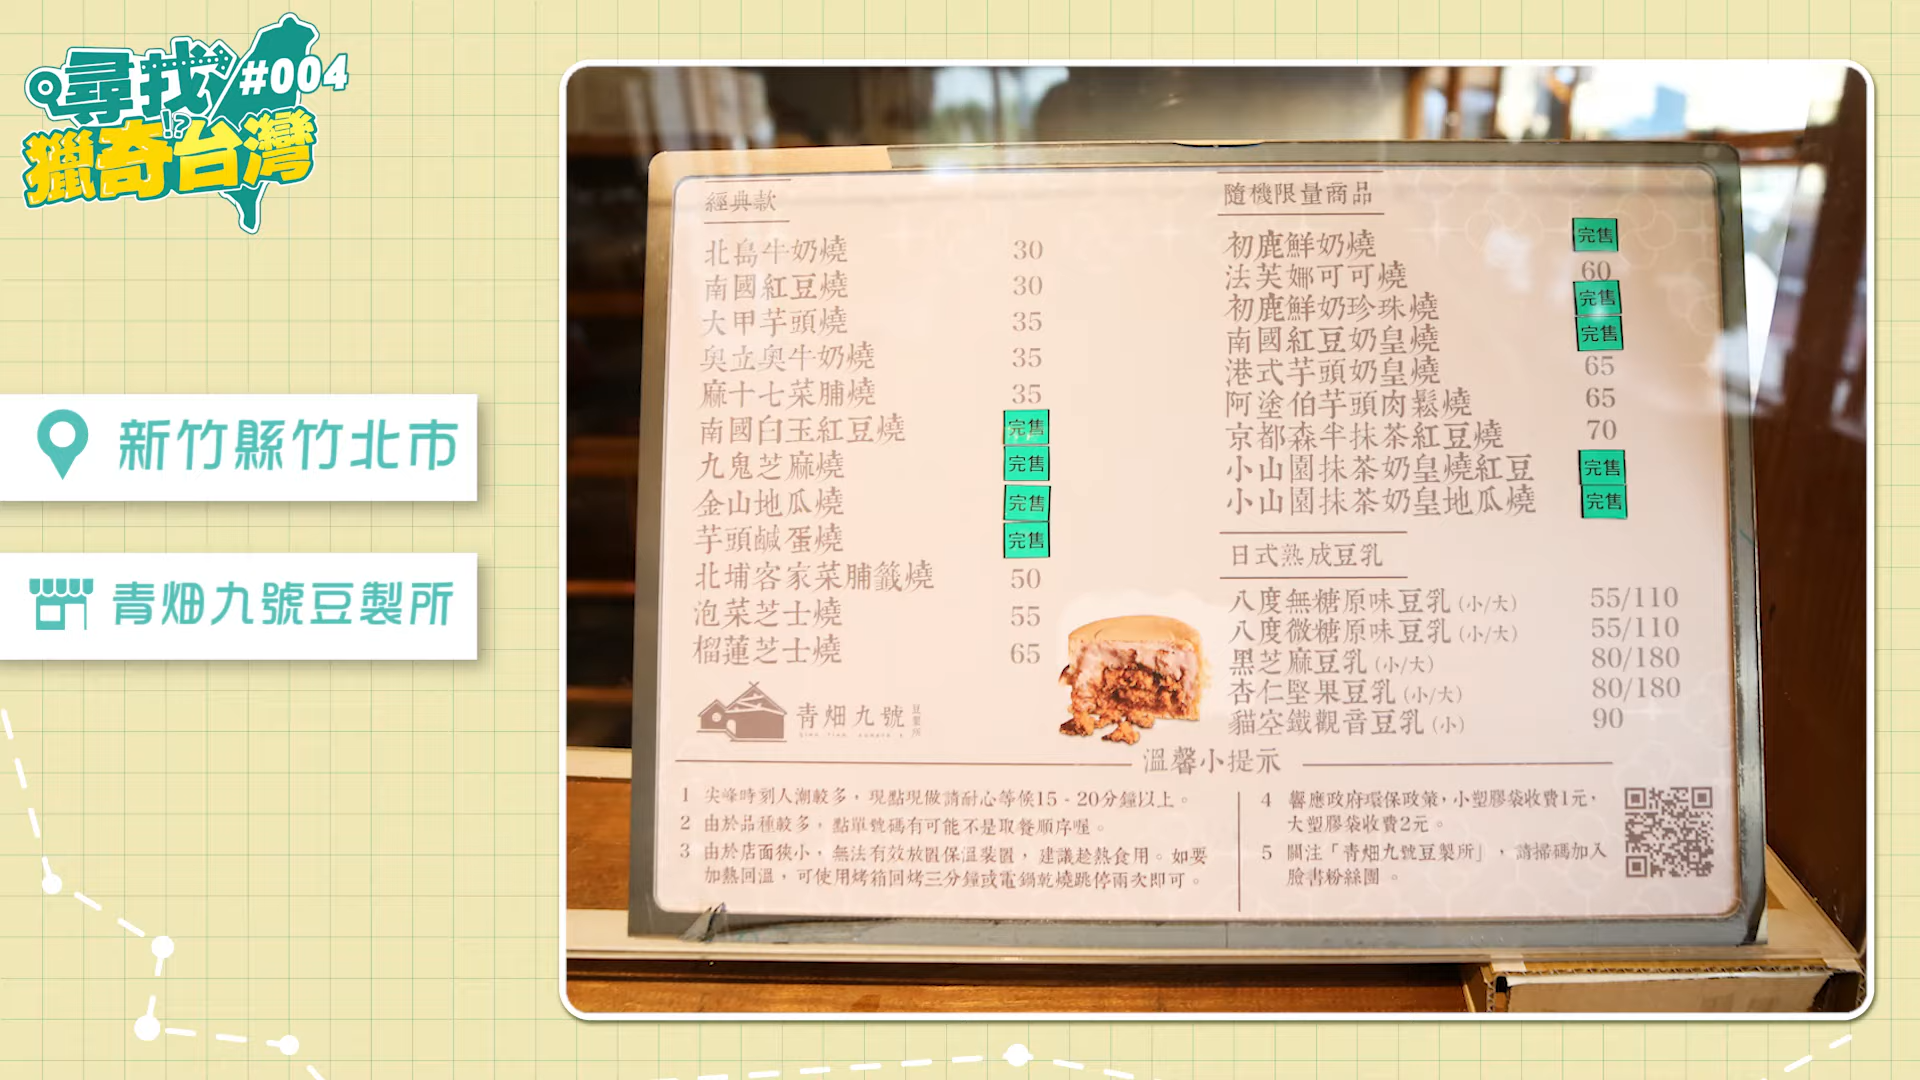 尋找 #004
獵奇!?台灣
新竹縣竹北市
青畑九號豆製所
經典款
北島牛奶燒 30
南國紅豆燒 30
大甲芋頭燒 35
奧立奧牛奶燒 35
麻十七菜脯燒 35
南國白玉紅豆燒 完售
九鬼芝麻燒 完售
金山地瓜燒 完售
芋頭鹹蛋燒 完售
北埔客家菜脯籤燒 50
泡菜芝士燒 55
榴蓮芝士燒 65
青畑九號 豆製所
隨機限量商品
初鹿鮮奶燒 完售
法芙娜可可燒 60
初鹿鮮奶珍珠燒 完售
南國紅豆奶皇燒 完售
港式芋頭奶皇燒 65
阿塗伯芋頭肉鬆燒 65
京都森半抹茶紅豆燒 70
小山園抹茶奶皇燒紅豆 完售
小山園抹茶奶皇地瓜燒 完售
日式熟成豆乳
八度無糖原味豆乳(小/大) 55/110
八度微糖原味豆乳(小/大) 55/110
黑芝麻豆乳(小/大) 80/180
杏仁堅果豆乳(小/大) 80/180
貓空鐵觀音豆乳(小) 90
溫馨小提示
1 尖峰時刻人潮較多，現點現做請耐心等候15-20分鐘以上。
2 由於品種較多，點單號碼有可能不是取餐順序喔。
3 由於店面狹小，無法有效放置保溫裝置，建議趁熱食用。如要
加熱回溫，可使用烤箱回烤三分鐘或電鍋乾燒跳停兩次即可。
4 響應政府環保政策，小塑膠袋收費1元，
大塑膠袋收費2元。
5 關注「青畑九號豆製所」，請掃碼加入
臉書粉絲團。